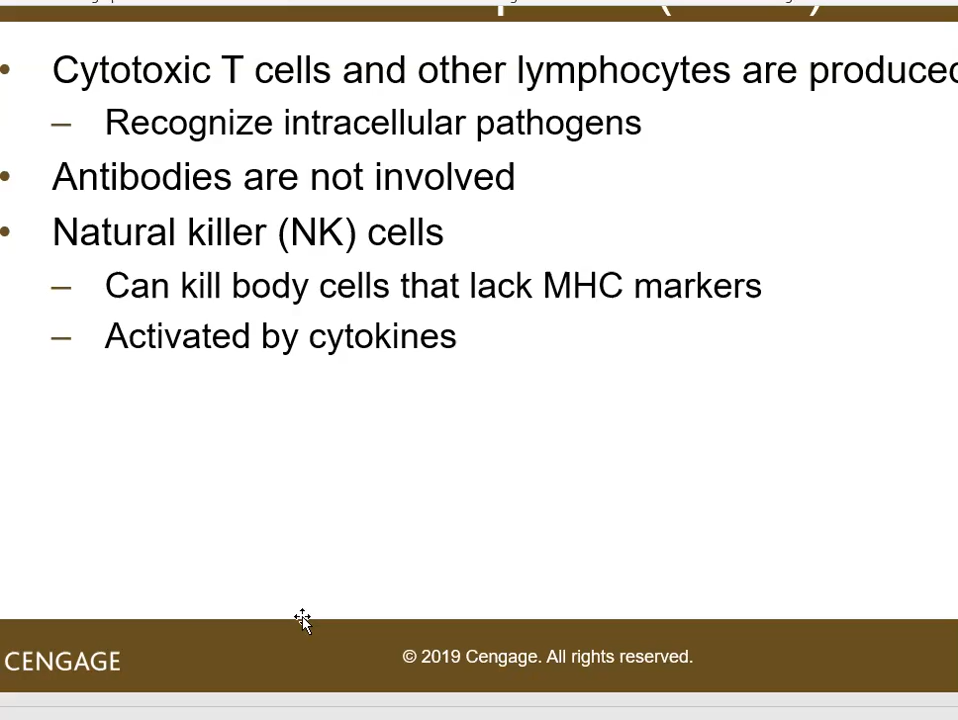 • Cytotoxic T cells and other lymphocytes are produced
– Recognize intracellular pathogens
• Antibodies are not involved
• Natural killer (NK) cells
– Can kill body cells that lack MHC markers
– Activated by cytokines
CENGAGE
© 2019 Cengage. All rights reserved.